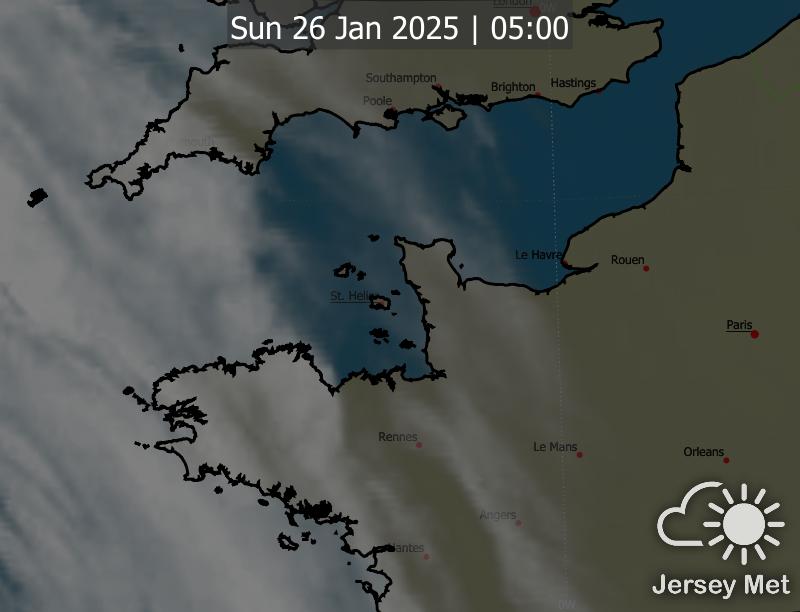 London
Sun 26 Jan 2025 | 05:00
Southampton
Brighton
Hastings
Poole
Le Havre
Rouen
St. Helier
Paris
Rennes
Le Mans
Orleans
Angers
Nantes
Jersey Met
0W